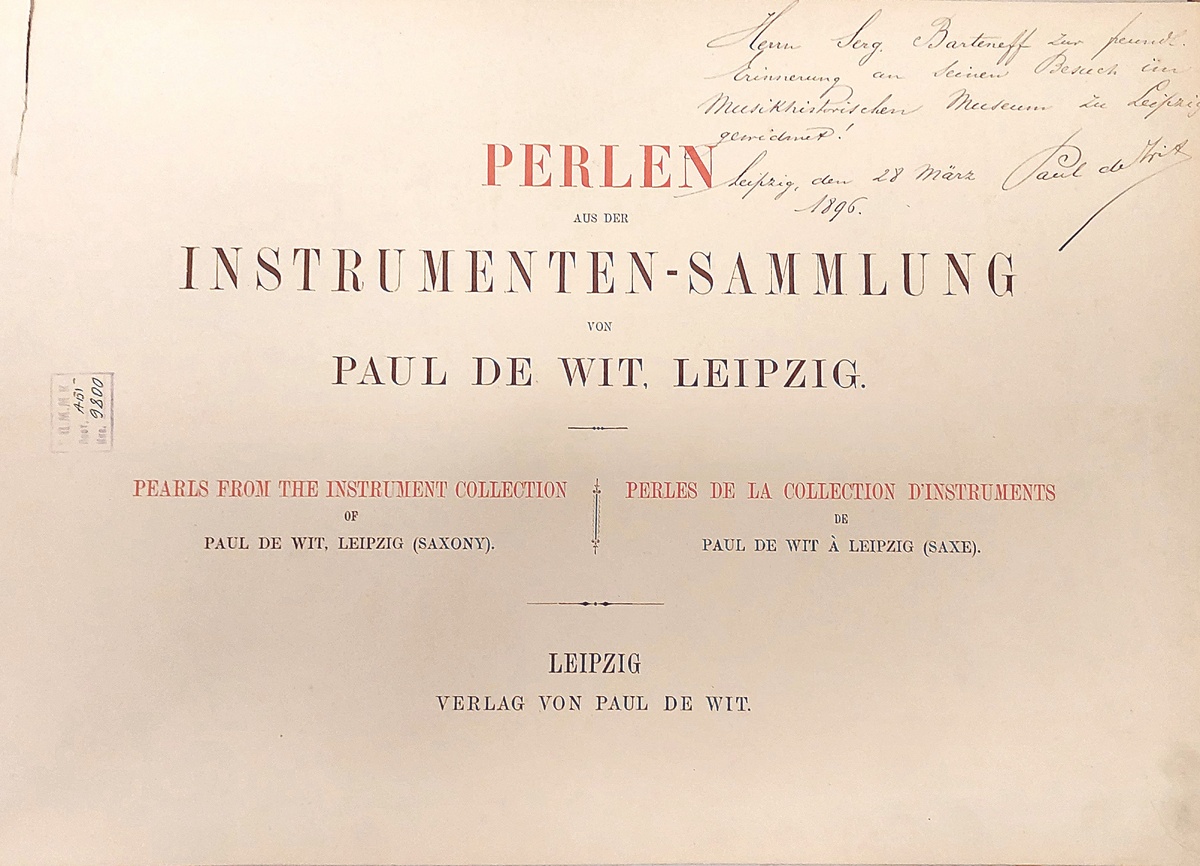 Herrn Serg. Barteneff zur freundl.
Erinnerung an seinen Besuch im
Musikhistorischen Museum zu Leipzig
gewidmet!
Leipzig, den 28 März Paul de Wit
1896.
PERLEN
AUS DER
INSTRUMENTEN-SAMMLUNG
VON
PAUL DE WIT, LEIPZIG.
PEARLS FROM THE INSTRUMENT COLLECTION
OF
PAUL DE WIT, LEIPZIG (SAXONY).
PERLES DE LA COLLECTION D'INSTRUMENTS
DE
PAUL DE WIT À LEIPZIG (SAXE).
LEIPZIG
VERLAG VON PAUL DE WIT.
9800